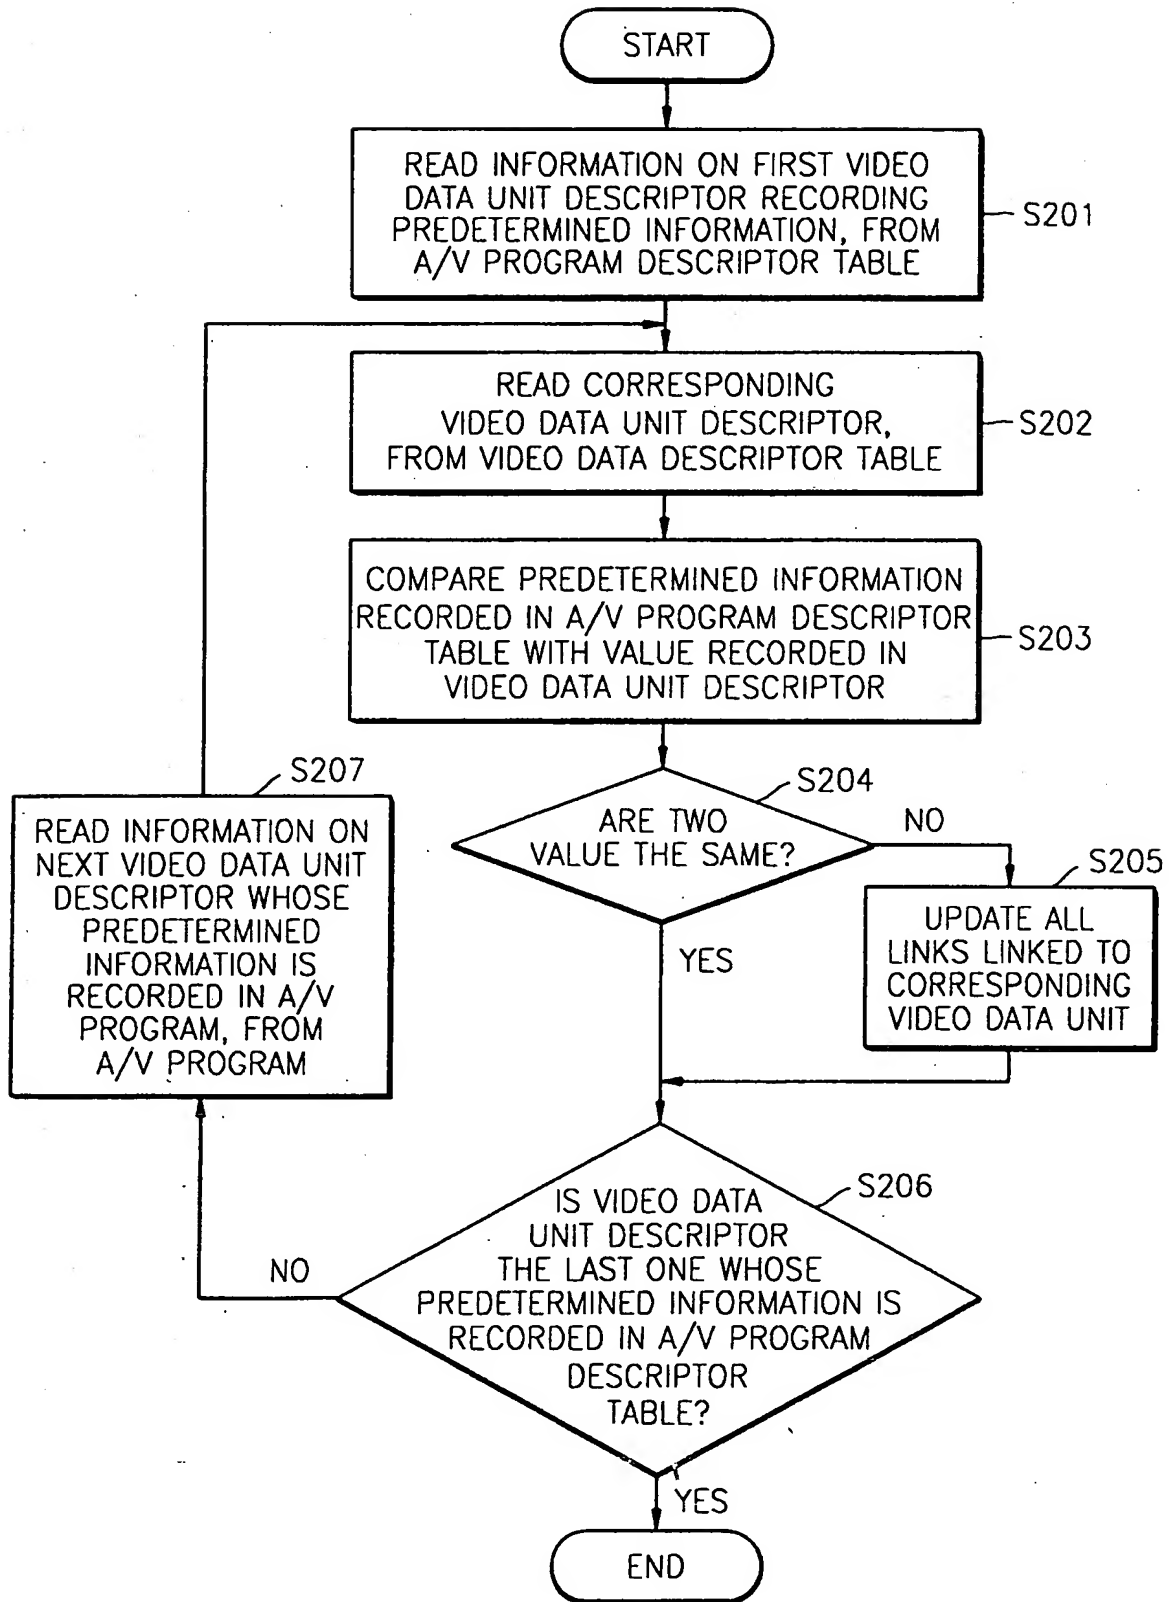 START
READ INFORMATION ON FIRST VIDEO
DATA UNIT DESCRIPTOR RECORDING
PREDETERMINED INFORMATION, FROM
A/V PROGRAM DESCRIPTOR TABLE
S201
READ CORRESPONDING
VIDEO DATA UNIT DESCRIPTOR,
FROM VIDEO DATA DESCRIPTOR TABLE
S202
COMPARE PREDETERMINED INFORMATION
RECORDED IN A/V PROGRAM DESCRIPTOR
TABLE WITH VALUE RECORDED IN
VIDEO DATA UNIT DESCRIPTOR
S203
S204
ARE TWO
VALUE THE SAME?
NO
YES
S205
UPDATE ALL
LINKS LINKED TO
CORRESPONDING
VIDEO DATA UNIT
S207
READ INFORMATION ON
NEXT VIDEO DATA UNIT
DESCRIPTOR WHOSE
PREDETERMINED
INFORMATION IS
RECORDED IN A/V
PROGRAM, FROM
A/V PROGRAM
S206
IS VIDEO DATA
UNIT DESCRIPTOR
THE LAST ONE WHOSE
PREDETERMINED INFORMATION IS
RECORDED IN A/V PROGRAM
DESCRIPTOR
TABLE?
NO
YES
END